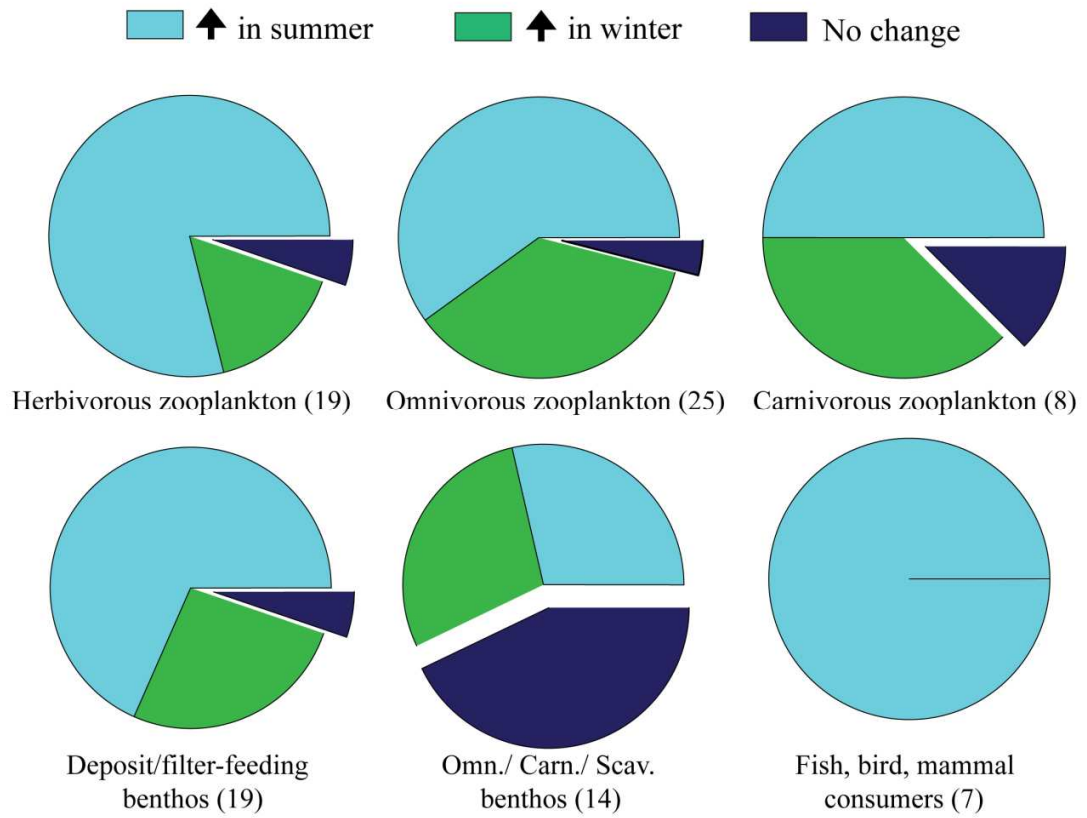 in summer
in winter
No change
Herbivorous zooplankton (19)
Omnivorous zooplankton (25)
Carnivorous zooplankton (8)
Deposit/filter-feeding
benthos (19)
Omn./ Carn./ Scav.
benthos (14)
Fish, bird, mammal
consumers (7)